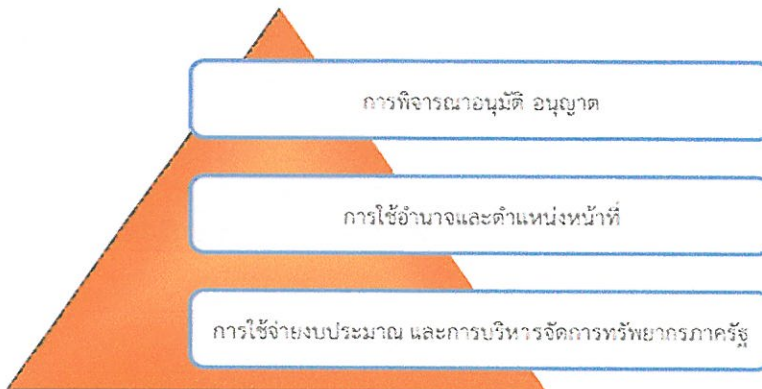 การพิจารณาอนุมัติ อนุญาต
การใช้อำนาจและตำแหน่งหน้าที่
การใช้จ่ายงบประมาณ และการบริหารจัดการทรัพยากรภาครัฐ